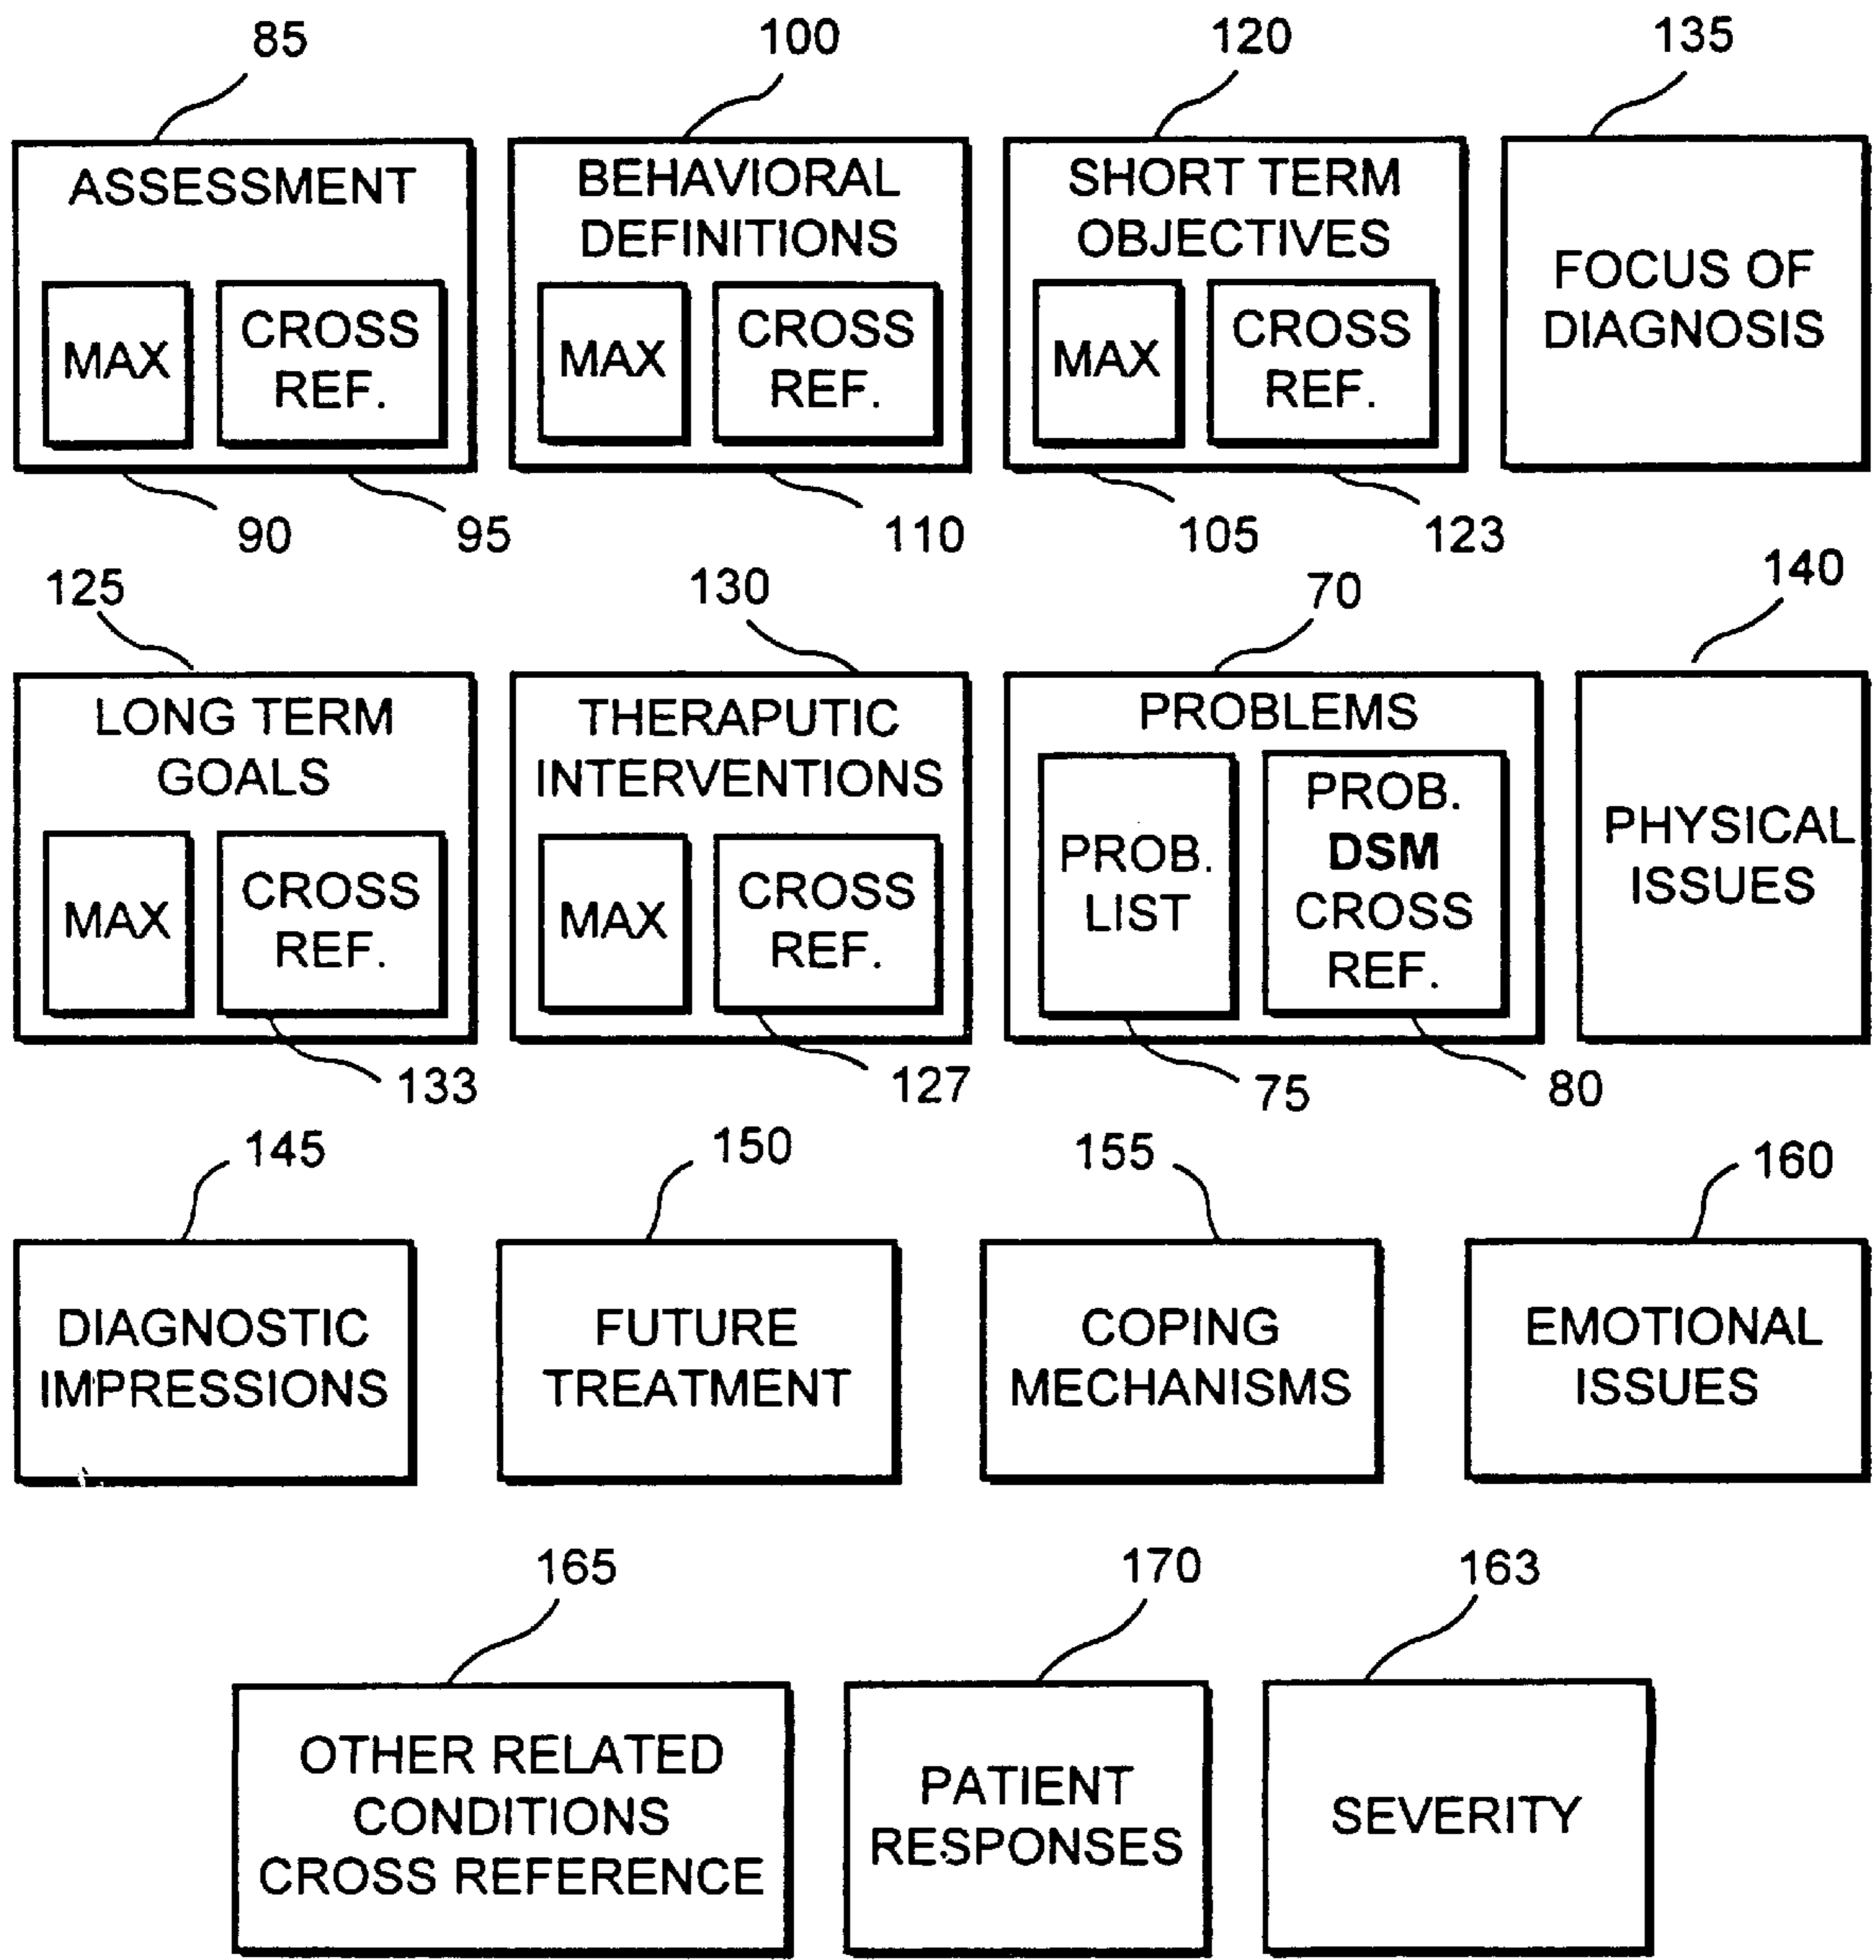 85
100
120
135
ASSESSMENT
MAX
CROSS
REF.
BEHAVIORAL
DEFINITIONS
MAX
CROSS
REF.
SHORT TERM
OBJECTIVES
MAX
CROSS
REF.
FOCUS OF
DIAGNOSIS
90
95
110
105
123
125
130
70
140
LONG TERM
GOALS
MAX
CROSS
REF.
THERAPUTIC
INTERVENTIONS
MAX
CROSS
REF.
PROBLEMS
PROB.
LIST
PROB.
DSM
CROSS
REF.
PHYSICAL
ISSUES
133
127
75
80
145
150
155
160
DIAGNOSTIC
IMPRESSIONS
FUTURE
TREATMENT
COPING
MECHANISMS
EMOTIONAL
ISSUES
165
170
163
OTHER RELATED
CONDITIONS
CROSS REFERENCE
PATIENT
RESPONSES
SEVERITY